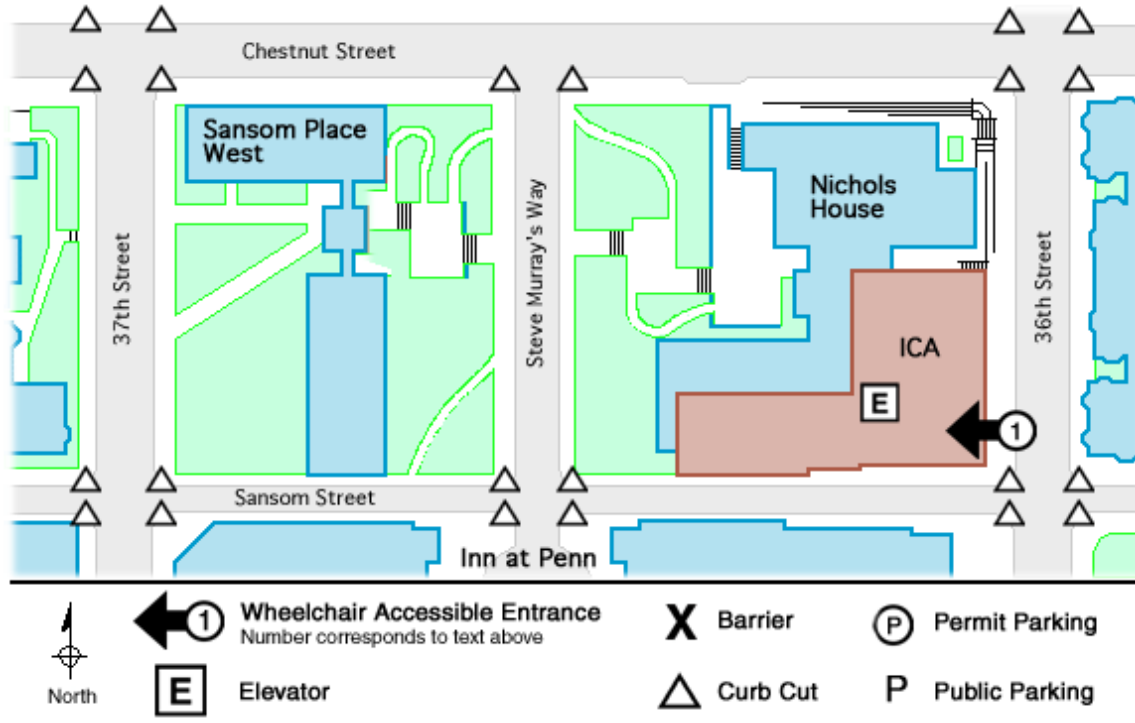 Chestnut Street
Sansom Place
West
Nichols
House
37th Street
Steve Murray's Way
36th Street
ICA
E
1
Sansom Street
Inn at Penn
1
Wheelchair Accessible Entrance
Number corresponds to text above
X
Barrier
P
Permit Parking
North
E
Elevator
Curb Cut
P
Public Parking